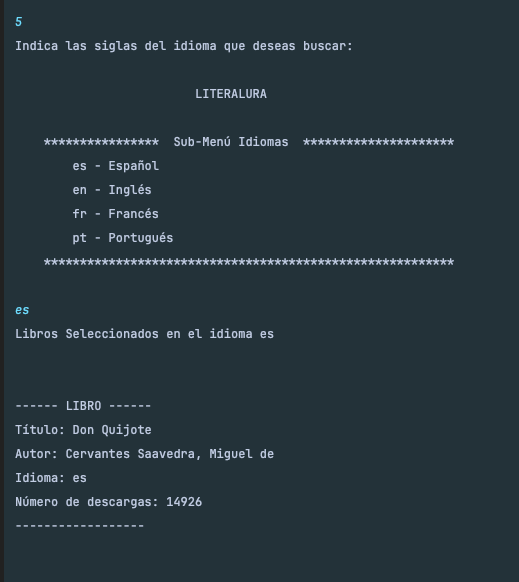 5
Indica las siglas del idioma que deseas buscar:
LITERALURA
**************** Sub-Menú Idiomas *********************
es - Español
en - Inglés
fr - Francés
pt - Portugués
*********************************************************
es
Libros Seleccionados en el idioma es
------ LIBRO ------
Título: Don Quijote
Autor: Cervantes Saavedra, Miguel de
Idioma: es
Número de descargas: 14926
------------------